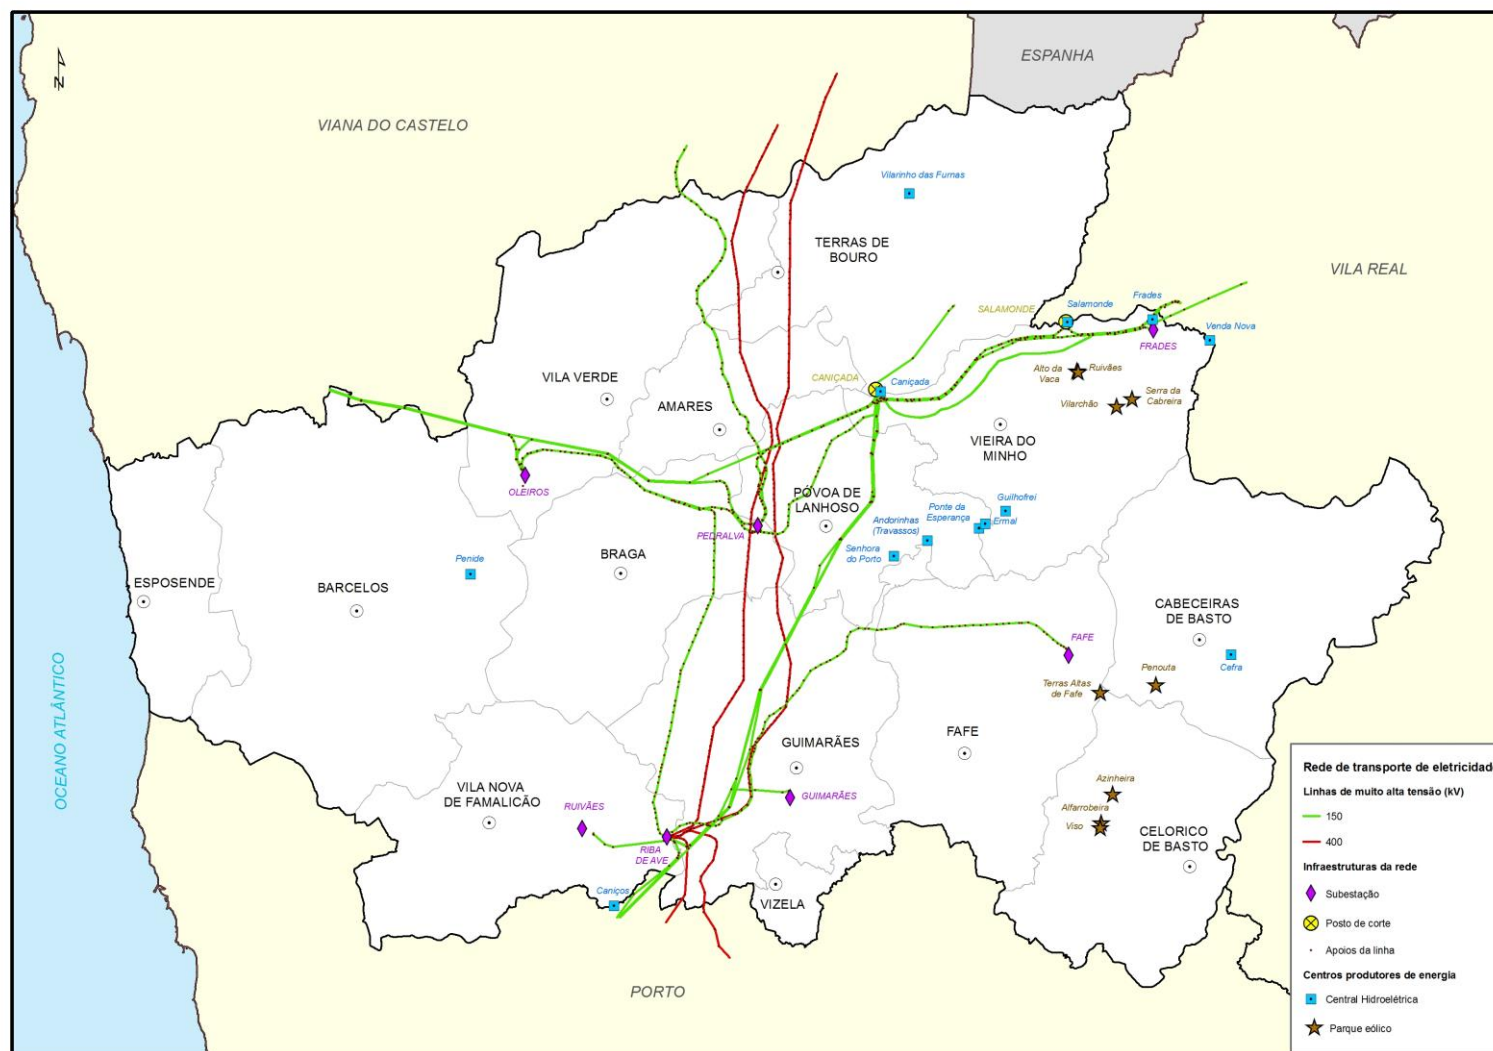 ESPANHA
VIANA DO CASTELO
N
Vilarinho das Furnas
TERRAS DE
BOURO
VILA REAL
SALAMONDE
Salamonde
Frades
Venda Nova
FRADES
CANIÇADA
Caniçada
Alto da
Vaca
Ruivães
Serra da
Cabreira
Vilarchão
VILA VERDE
AMARES
VIEIRA DO
MINHO
OLEIROS
PÓVOA DE
LANHOSO
PEDRALVA
Guilhofrei
Ponte da
Esperança
Ermal
Andorinhas
(Travassos)
Senhora
do Porto
BRAGA
Penide
ESPOSENDE
BARCELOS
CABECEIRAS
DE BASTO
FAFE
Cefra
Penouta
Terras Altas
de Fafe
OCEANO ATLÂNTICO
GUIMARÃES
FAFE
VILA NOVA
DE FAMALICÃO
RUIVÃES
GUIMARÃES
RIBA
DE AVE
Azinheira
Alfarrobeira
Viso
CELORICO
DE BASTO
Caniços
VIZELA
PORTO
Rede de transporte de eletricidade
Linhas de muito alta tensão (kV)
150
400
Infraestruturas da rede
Subestação
Posto de corte
Apoios da linha
Centros produtores de energia
Central Hidroelétrica
Parque eólico